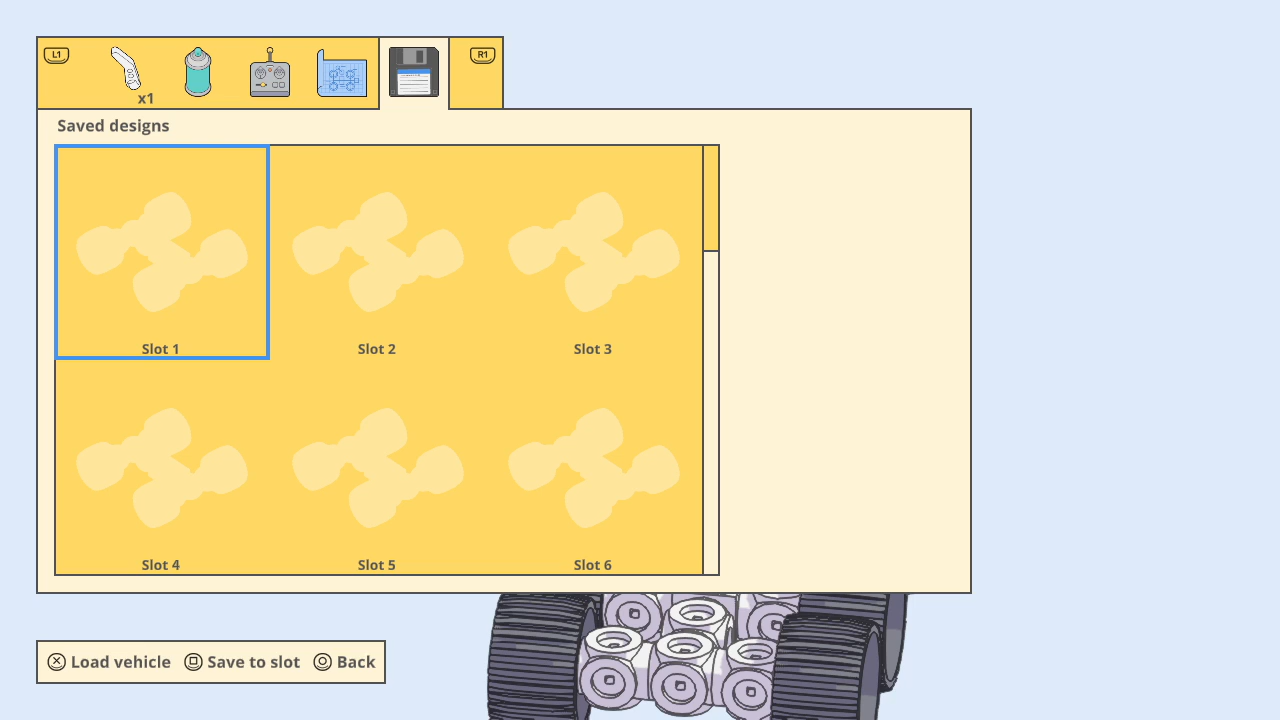 L1
R1
x1
Saved designs
Slot 1
Slot 2
Slot 3
Slot 4
Slot 5
Slot 6
Load vehicle
Save to slot
Back